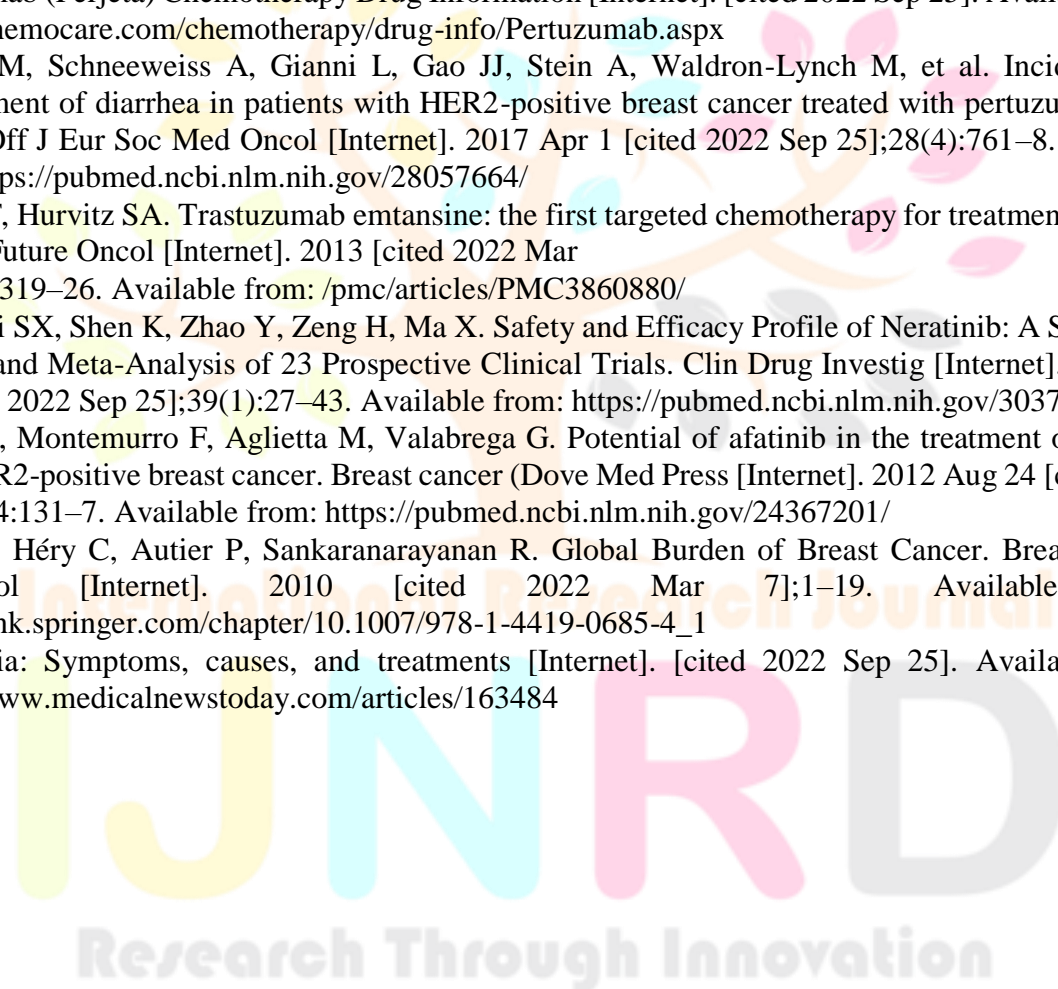 ab (Perjeta) Chemotherapy Drug Information [Internet]. [cited 2022 Sep 25]. Avail
hemocare.com/chemotherapy/drug-info/Pertuzumab.aspx
M, Schneeweiss A, Gianni L, Gao JJ, Stein A, Waldron-Lynch M, et al. Incid
ment of diarrhea in patients with HER2-positive breast cancer treated with pertuzu
Off J Eur Soc Med Oncol [Internet]. 2017 Apr 1 [cited 2022 Sep 25];28(4):761–8.
ps://pubmed.ncbi.nlm.nih.gov/28057664/
, Hurvitz SA. Trastuzumab emtansine: the first targeted chemotherapy for treatmen
Future Oncol [Internet]. 2013 [cited 2022 Mar
319–26. Available from: /pmc/articles/PMC3860880/
i SX, Shen K, Zhao Y, Zeng H, Ma X. Safety and Efficacy Profile of Neratinib: A S
and Meta-Analysis of 23 Prospective Clinical Trials. Clin Drug Investig [Internet].
2022 Sep 25];39(1):27–43. Available from: https://pubmed.ncbi.nlm.nih.gov/3037
, Montemurro F, Aglietta M, Valabrega G. Potential of afatinib in the treatment o
R2-positive breast cancer. Breast cancer (Dove Med Press [Internet]. 2012 Aug 24 [c
4:131–7. Available from: https://pubmed.ncbi.nlm.nih.gov/24367201/
Héry C, Autier P, Sankaranarayanan R. Global Burden of Breast Cancer. Brea
ol [Internet]. 2010 [cited 2022 Mar 7];1–19. Available
nk.springer.com/chapter/10.1007/978-1-4419-0685-4_1
International Research Journal
ia: Symptoms, causes, and treatments [Internet]. [cited 2022 Sep 25]. Availa
ww.medicalnewstoday.com/articles/163484
IJNRD
Research Through Innovation